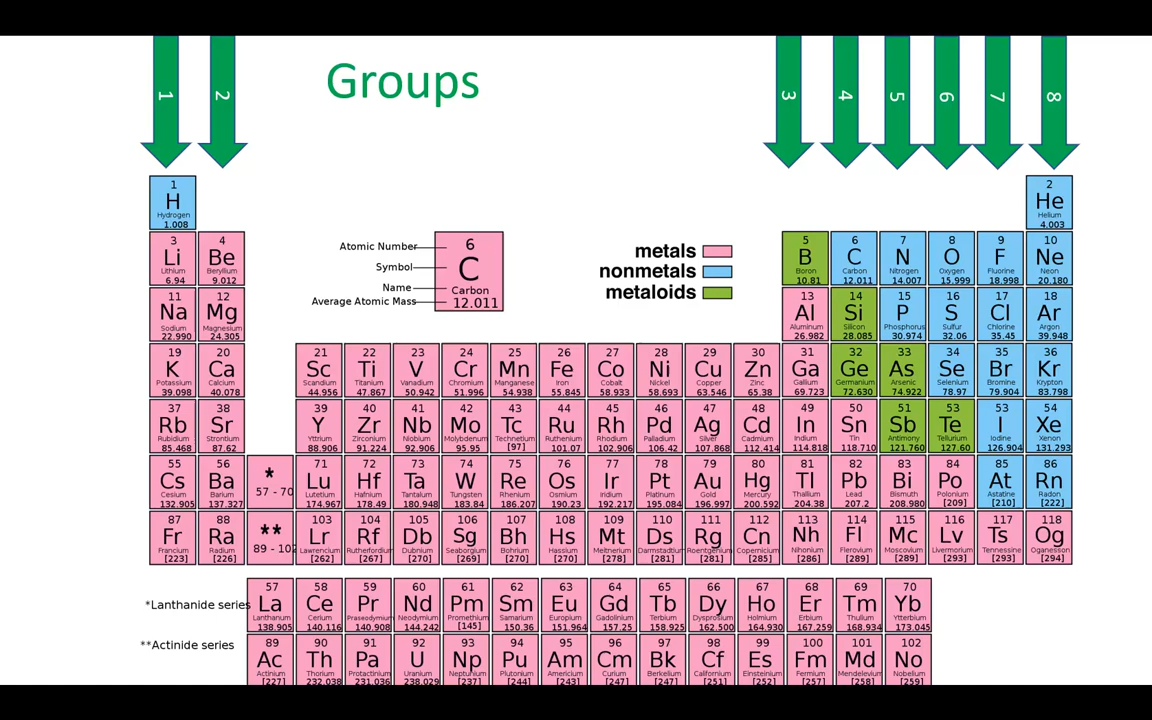 1 2 3 4 5 6 7 8
Groups
1 2
H He
Hydrogen Helium
1.008 4.003
3 4 5 6 7 8 9 10
Li Be B C N O F Ne
Lithium Beryllium Boron Carbon Nitrogen Oxygen Fluorine Neon
6.94 9.012 10.81 12.011 14.007 15.999 18.998 20.180
Atomic Number 6
Symbol C
Name Carbon
Average Atomic Mass 12.011
metals
nonmetals
metaloids
11 12 13 14 15 16 17 18
Na Mg Al Si P S Cl Ar
Sodium Magnesium Aluminum Silicon Phosphorus Sulfur Chlorine Argon
22.990 24.305 26.982 28.085 30.974 32.06 35.45 39.948
19 20 21 22 23 24 25 26 27 28 29 30 31 32 33 34 35 36
K Ca Sc Ti V Cr Mn Fe Co Ni Cu Zn Ga Ge As Se Br Kr
Potassium Calcium Scandium Titanium Vanadium Chromium Manganese Iron Cobalt Nickel Copper Zinc Gallium Germanium Arsenic Selenium Bromine Krypton
39.098 40.078 44.956 47.867 50.942 51.996 54.938 55.845 58.933 58.693 63.546 65.38 69.723 72.630 74.922 78.97 79.904 83.798
37 38 39 40 41 42 43 44 45 46 47 48 49 50 51 53 53 54
Rb Sr Y Zr Nb Mo Tc Ru Rh Pd Ag Cd In Sn Sb Te I Xe
Rubidium Strontium Yttrium Zirconium Niobium Molybdenum Technetium Ruthenium Rhodium Palladium Silver Cadmium Indium Tin Antimony Tellurium Iodine Xenon
85.468 87.62 88.906 91.224 92.906 95.95 [97] 101.07 102.906 106.42 107.868 112.414 114.818 118.710 121.760 127.60 126.904 131.293
55 56 * 71 72 73 74 75 76 77 78 79 80 81 82 83 84 85 86
Cs Ba 57 - 70 Lu Hf Ta W Re Os Ir Pt Au Hg Tl Pb Bi Po At Rn
Cesium Barium Lutetium Hafnium Tantalum Tungsten Rhenium Osmium Iridium Platinum Gold Mercury Thallium Lead Bismuth Polonium Astatine Radon
132.905 137.327 174.967 178.49 180.948 183.84 186.207 190.23 192.217 195.084 196.997 200.592 204.38 207.2 208.980 [209] [210] [222]
87 88 ** 103 104 105 106 107 108 109 110 111 112 113 114 115 116 117 118
Fr Ra 89 - 102 Lr Rf Db Sg Bh Hs Mt Ds Rg Cn Nh Fl Mc Lv Ts Og
Francium Radium Lawrencium Rutherfordium Dubnium Seaborgium Bohrium Hassium Meitnerium Darmstadtium Roentgenium Copernicium Nihonium Flerovium Moscovium Livermorium Tennessine Oganesson
[223] [226] [262] [267] [270] [269] [270] [270] [278] [281] [281] [285] [286] [289] [289] [293] [293] [294]
57 58 59 60 61 62 63 64 65 66 67 68 69 70
*Lanthanide series La Ce Pr Nd Pm Sm Eu Gd Tb Dy Ho Er Tm Yb
Lanthanum Cerium Praseodymium Neodymium Promethium Samarium Europium Gadolinium Terbium Dysprosium Holmium Erbium Thulium Ytterbium
138.905 140.116 140.908 144.242 [145] 150.36 151.964 157.25 158.925 162.500 164.930 167.259 168.934 173.045
89 90 91 92 93 94 95 96 97 98 99 100 101 102
**Actinide series Ac Th Pa U Np Pu Am Cm Bk Cf Es Fm Md No
Actinium Thorium Protactinium Uranium Neptunium Plutonium Americium Curium Berkelium Californium Einsteinium Fermium Mendelevium Nobelium
[227] 232.038 231.036 238.029 [237] [244] [243] [247] [247] [251] [252] [257] [258] [259]